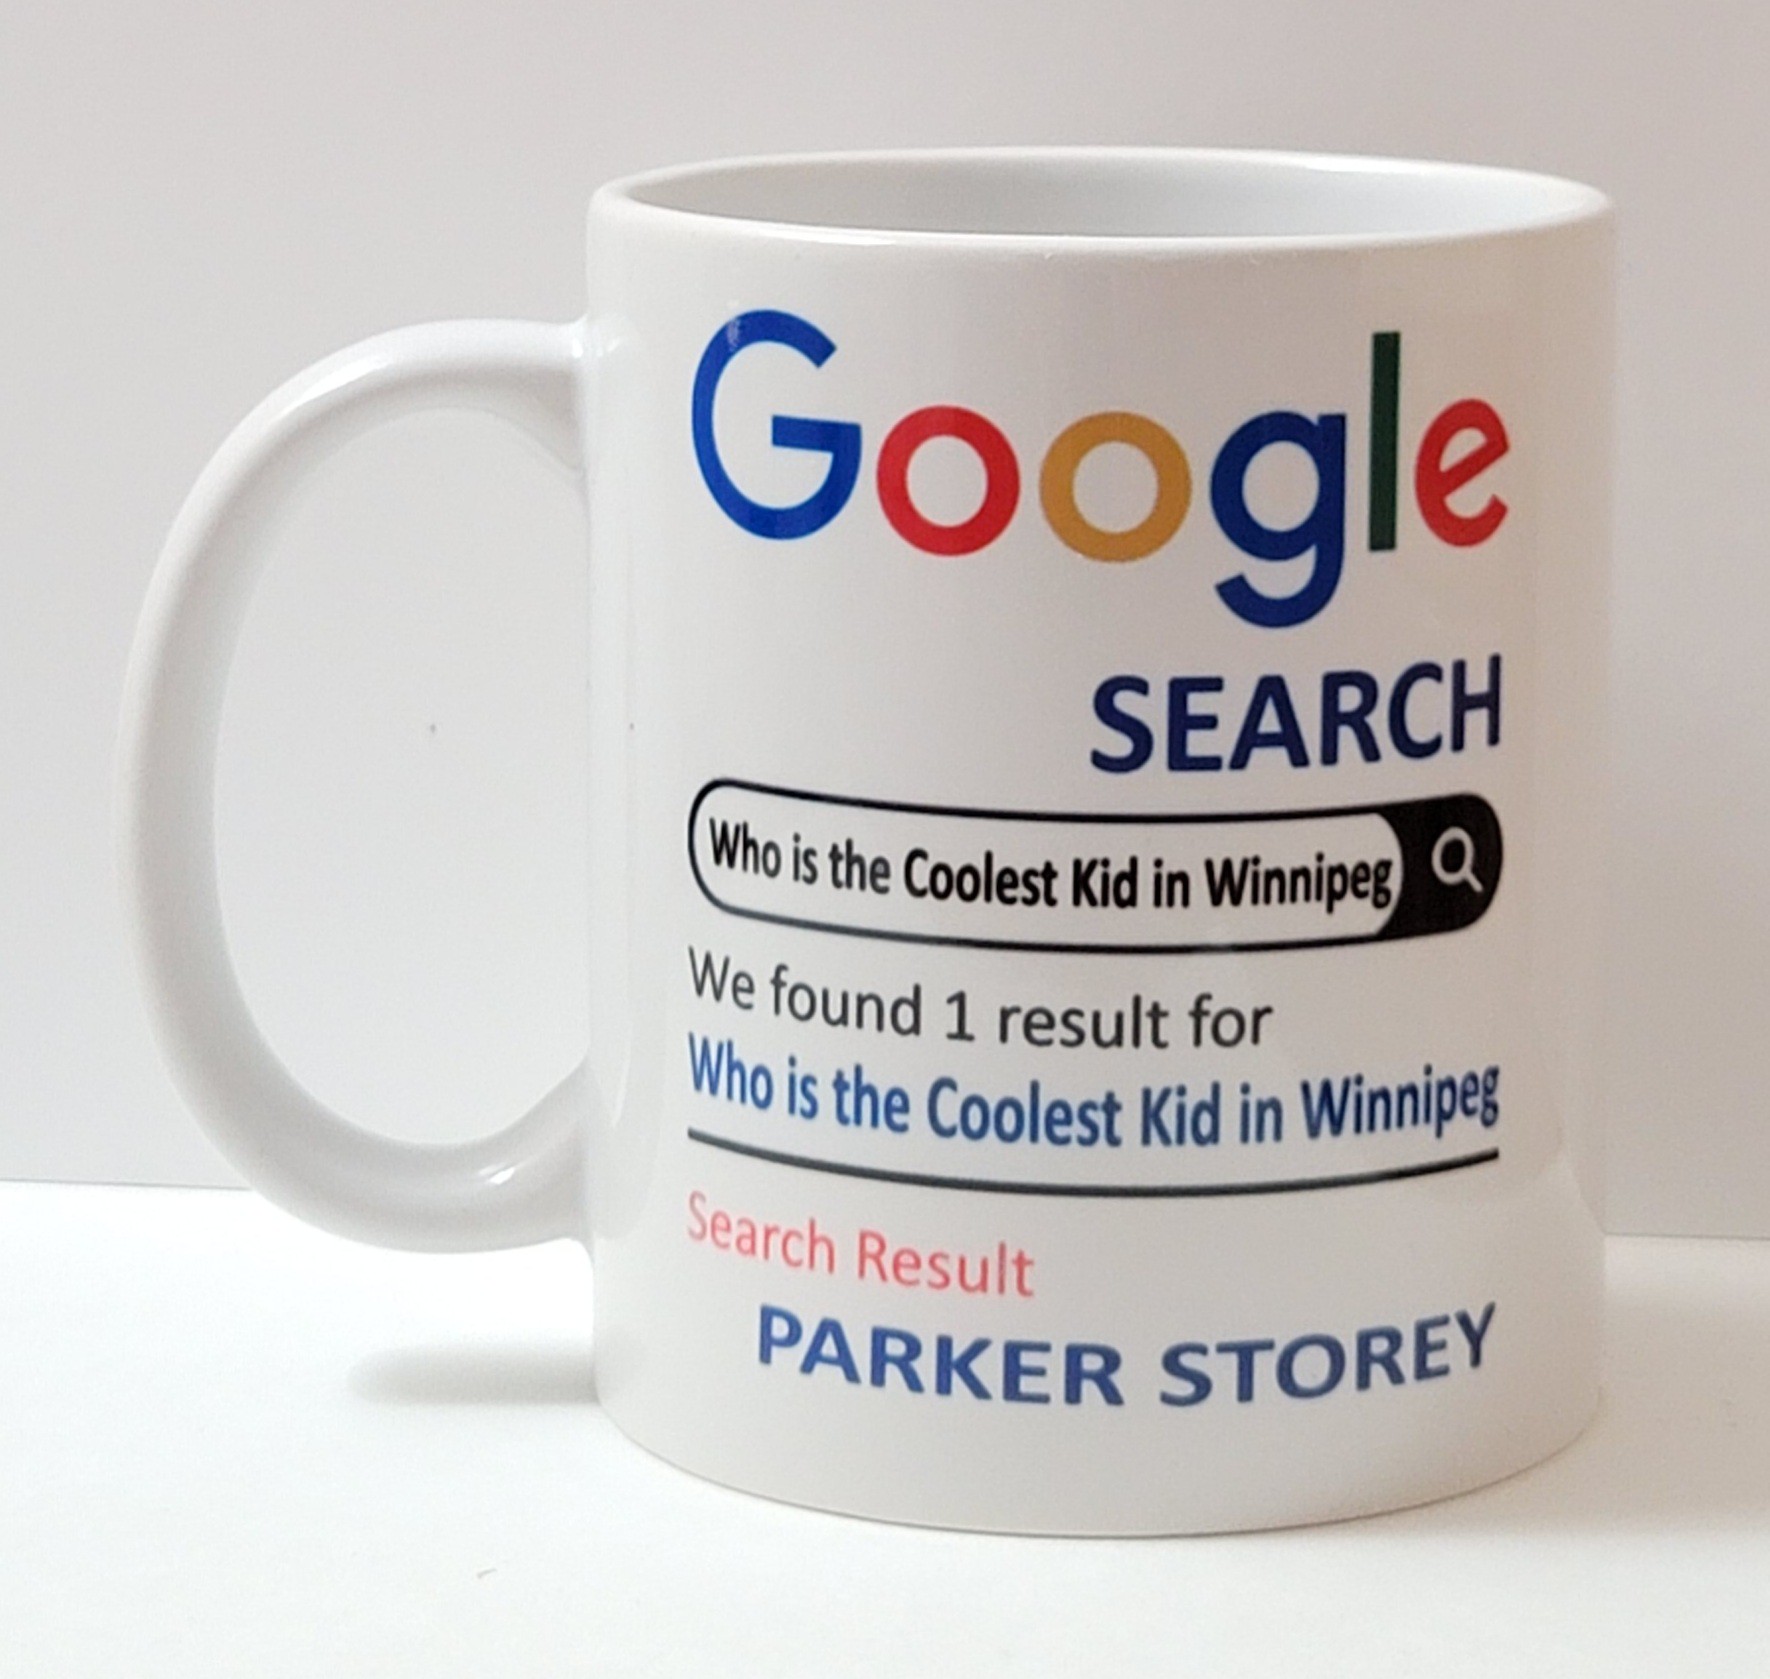 Google
SEARCH
Who is the Coolest Kid in Winnipeg
We found 1 result for
Who is the Coolest Kid in Winnipeg
Search Result
PARKER STOREY